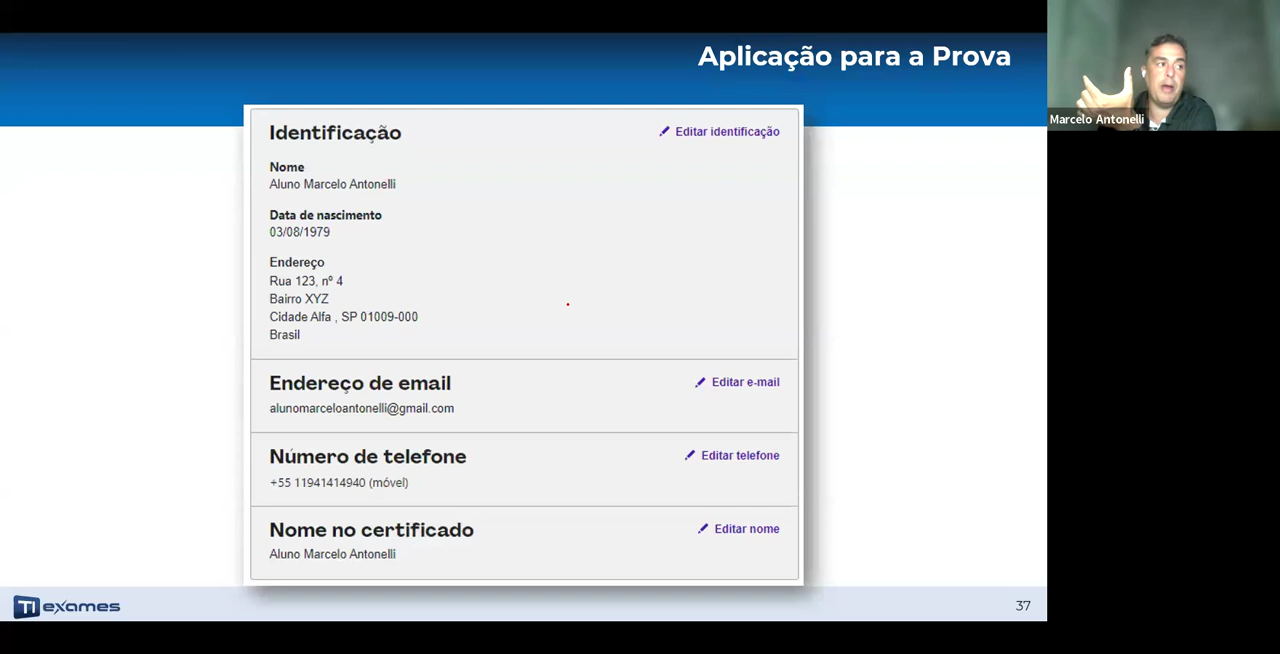 Aplicação para a Prova
Marcelo Antonelli
Identificação
Editar identificação
Nome
Aluno Marcelo Antonelli
Data de nascimento
03/08/1979
Endereço
Rua 123, nº 4
Bairro XYZ
Cidade Alfa , SP 01009-000
Brasil
Endereço de email
Editar e-mail
alunomarceloantonelli@gmail.com
Número de telefone
Editar telefone
+55 11941414940 (móvel)
Nome no certificado
Editar nome
Aluno Marcelo Antonelli
TI exames
37